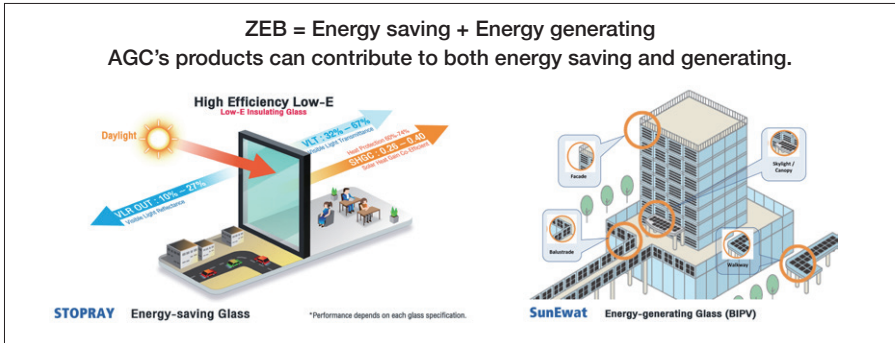 ZEB = Energy saving + Energy generating
AGC's products can contribute to both energy saving and generating.
High Efficiency Low-E
Low-E Insulating Glass
Daylight
VLT : 32% – 67%
Visible Light Transmittance
Heat Protection 60%-74%
SHGC : 0.26 – 0.40
Solar Heat Gain Co-Efficient
VLR OUT : 10% – 27%
Visible Light Reflectance
STOPRAY Energy-saving Glass
*Performance depends on each glass specification.
Facade
Skylight /
Canopy
Balustrade
Walkway
SunEwat Energy-generating Glass (BIPV)